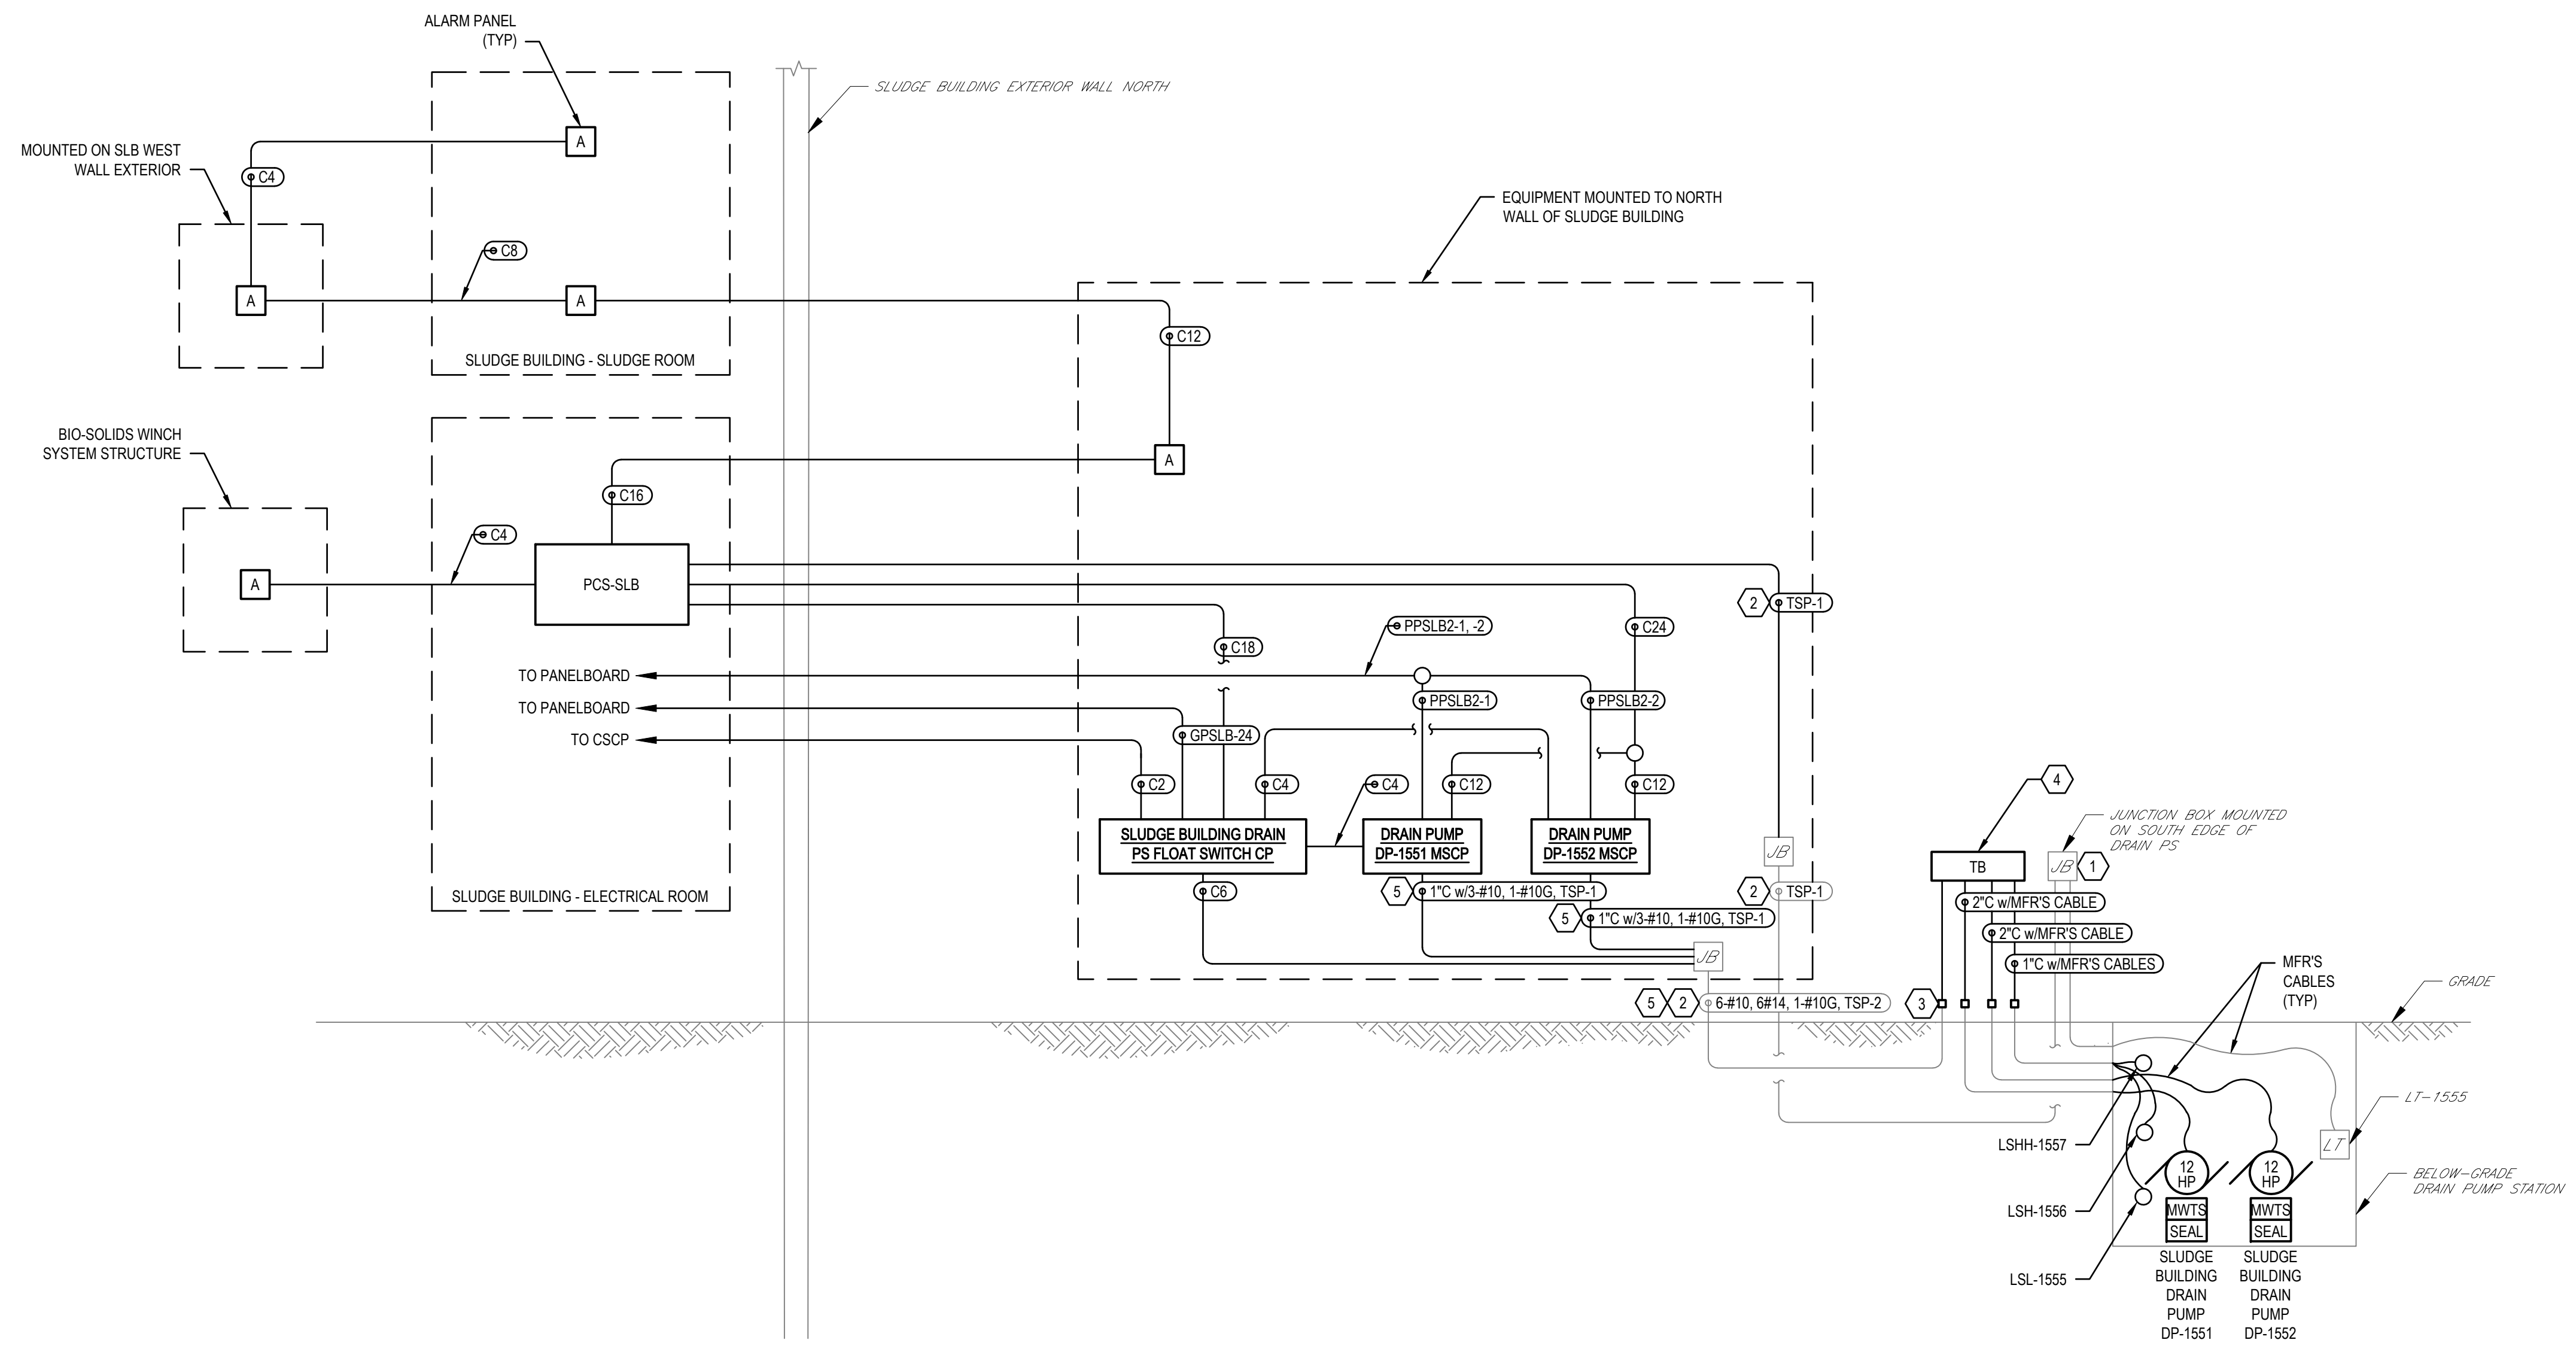 ALARM PANEL
(TYP)
SLUDGE BUILDING EXTERIOR WALL NORTH
A
MOUNTED ON SLB WEST
WALL EXTERIOR
C4
EQUIPMENT MOUNTED TO NORTH
WALL OF SLUDGE BUILDING
C8
A
A
C12
SLUDGE BUILDING - SLUDGE ROOM
BIO-SOLIDS WINCH
SYSTEM STRUCTURE
A
C16
C4
A
PCS-SLB
2
TSP-1
PPSLB2-1, -2
C24
C18
TO PANELBOARD
PPSLB2-1
PPSLB2-2
TO PANELBOARD
GPSLB-24
TO CSCP
C2
C4
C4
C12
C12
4
JUNCTION BOX MOUNTED
ON SOUTH EDGE OF
DRAIN PS
SLUDGE BUILDING DRAIN
PS FLOAT SWITCH CP
DRAIN PUMP
DP-1551 MSCP
DRAIN PUMP
DP-1552 MSCP
JB
TB
JB
1
SLUDGE BUILDING - ELECTRICAL ROOM
C6
5
1"C w/3-#10, 1-#10G, TSP-1
2
TSP-1
2"C w/MFR'S CABLE
5
1"C w/3-#10, 1-#10G, TSP-1
2"C w/MFR'S CABLE
JB
1"C w/MFR'S CABLES
MFR'S
CABLES
(TYP)
GRADE
5
2
6-#10, 6#14, 1-#10G, TSP-2
3
LT-1555
LSHH-1557
LT
LSH-1556
LSL-1555
12
HP
12
HP
BELOW-GRADE
DRAIN PUMP STATION
MWTS
SEAL
MWTS
SEAL
SLUDGE
BUILDING
DRAIN
PUMP
DP-1551
SLUDGE
BUILDING
DRAIN
PUMP
DP-1552